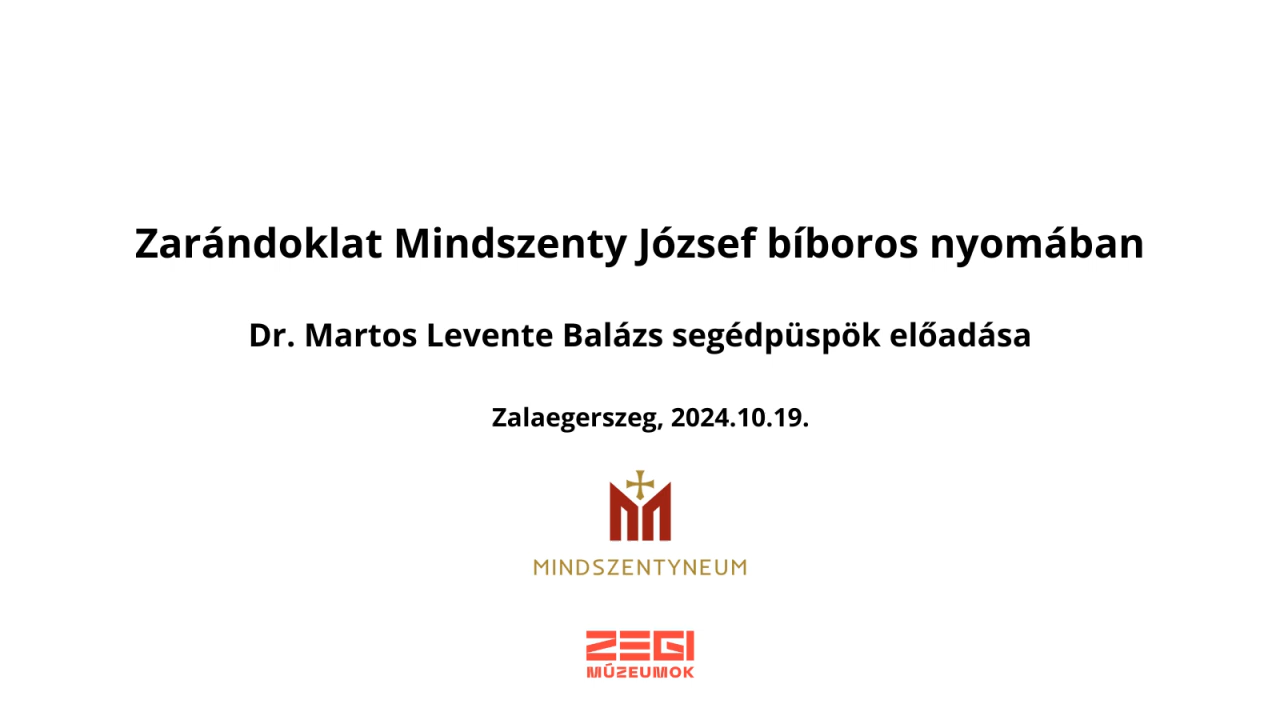 Zarándoklat Mindszenty József bíboros nyomában
Dr. Martos Levente Balázs segédpüspök előadása
Zalaegerszeg, 2024.10.19.
MINDSZENTYNEUM
ZEGI
MÚZEUMOK